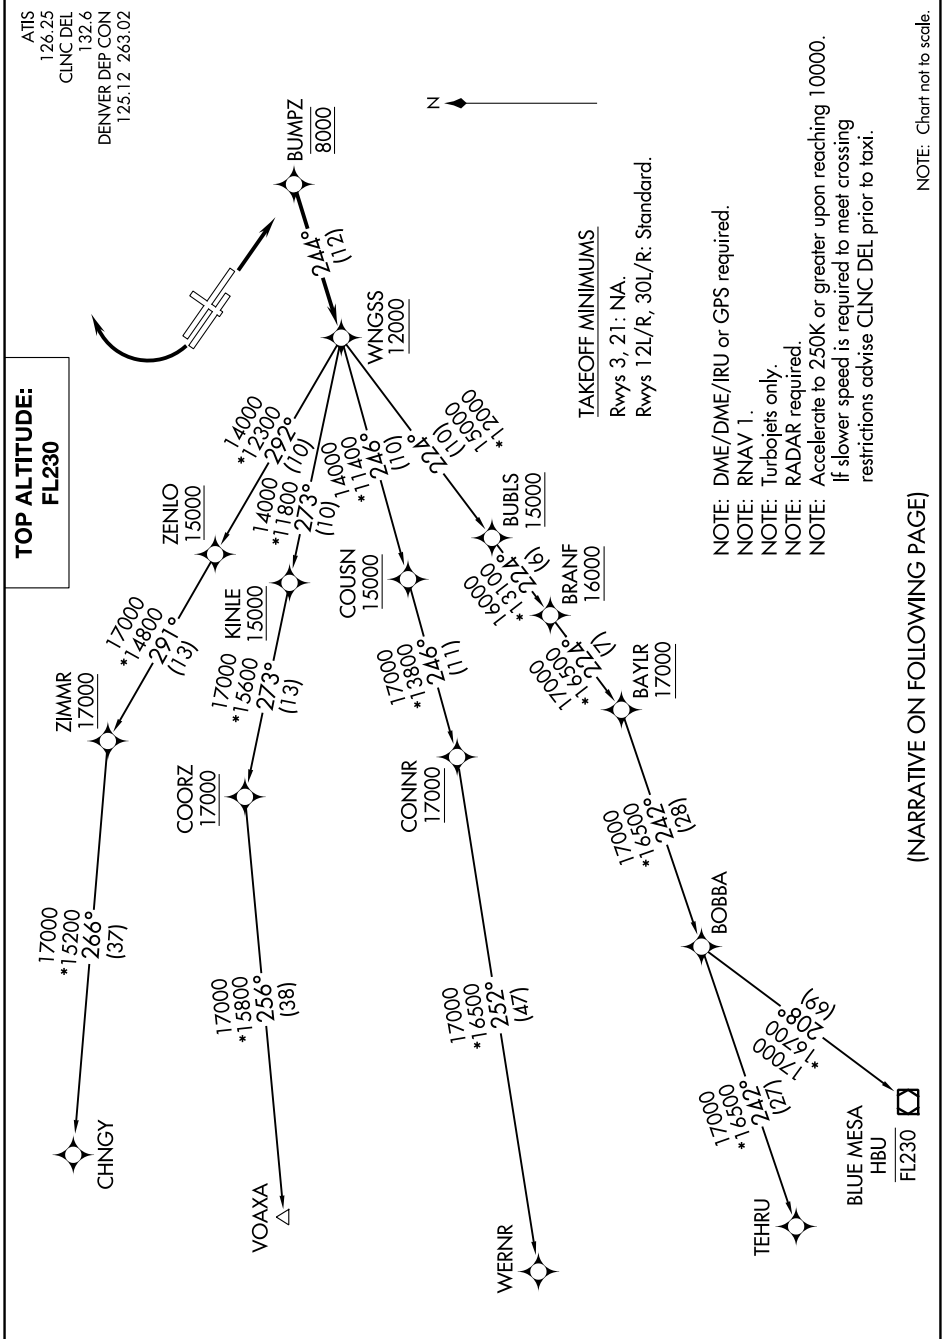 ATIS
126.25
CLNC DEL
132.6
DENVER DEP CON
125.12 263.02
TOP ALTITUDE:
FL230
N
BUMPZ
8000
244°
(12)
WNGSS
12000
14000
*12300
292°
(10)
ZENLO
15000
17000
*14800
291°
(13)
ZIMMR
17000
17000
*15200
266°
(37)
CHNGY
14000
*11800
273°
(10)
KINLE
15000
17000
*15600
273°
(13)
COORZ
17000
17000
*15800
256°
(38)
VOAXA
14000
*11400
246°
(10)
COUSN
15000
17000
*13800
246°
(11)
CONNR
17000
17000
*16500
252°
(47)
WERNR
224°
(10)
15000
*12000
BUBLS
15000
16000
*13100
224°
(6)
BRANF
16000
17000
*16500
224°
(7)
BAYLR
17000
17000
*16500
242°
(28)
BOBBA
17000
*16500
242°
(27)
TEHRU
17000
*16700
208°
(69)
BLUE MESA
HBU
FL230
TAKEOFF MINIMUMS
Rwys 3, 21: NA.
Rwys 12L/R, 30L/R: Standard.
NOTE: DME/DME/IRU or GPS required.
NOTE: RNAV 1.
NOTE: Turbojets only.
NOTE: RADAR required.
NOTE: Accelerate to 250K or greater upon reaching 10000.
If slower speed is required to meet crossing
restrictions advise CLNC DEL prior to taxi.
(NARRATIVE ON FOLLOWING PAGE)
NOTE: Chart not to scale.